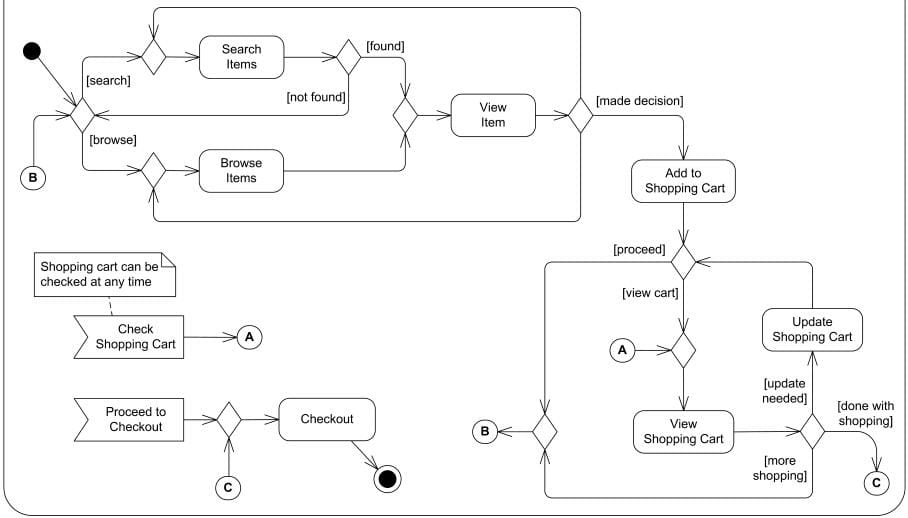 Search
Items
[found]
[search]
[not found]
View
Item
[made decision]
[browse]
Browse
Items
B
Add to
Shopping Cart
[proceed]
[view cart]
Shopping cart can be
checked at any time
Check
Shopping Cart
A
A
Update
Shopping Cart
[update
needed]
[done with
shopping]
Proceed to
Checkout
Checkout
B
View
Shopping Cart
[more
shopping]
C
C